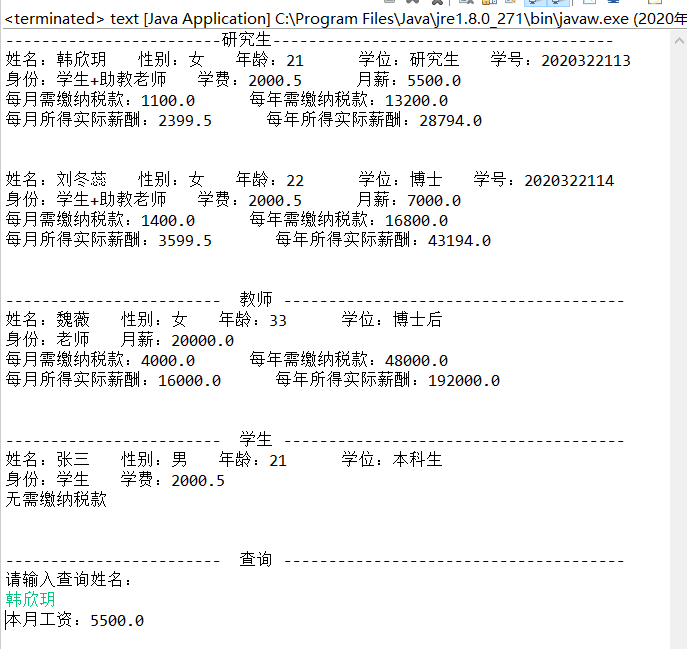 <terminated> text [Java Application] C:\Program Files\Java\jre1.8.0_271\bin\javaw.exe (2020年
------------------------研究生--------------------------------------
姓名：韩欣玥 性别：女 年龄：21 学位：研究生 学号：2020322113
身份：学生+助教老师 学费：2000.5 月薪：5500.0
每月需缴纳税款：1100.0 每年需缴纳税款：13200.0
每月所得实际薪酬：2399.5 每年所得实际薪酬：28794.0
姓名：刘冬蕊 性别：女 年龄：22 学位：博士 学号：2020322114
身份：学生+助教老师 学费：2000.5 月薪：7000.0
每月需缴纳税款：1400.0 每年需缴纳税款：16800.0
每月所得实际薪酬：3599.5 每年所得实际薪酬：43194.0
------------------------ 教师 --------------------------------------
姓名：魏薇 性别：女 年龄：33 学位：博士后
身份：老师 月薪：20000.0
每月需缴纳税款：4000.0 每年需缴纳税款：48000.0
每月所得实际薪酬：16000.0 每年所得实际薪酬：192000.0
------------------------ 学生 --------------------------------------
姓名：张三 性别：男 年龄：21 学位：本科生
身份：学生 学费：2000.5
无需缴纳税款
------------------------ 查询 --------------------------------------
请输入查询姓名：
韩欣玥
本月工资：5500.0